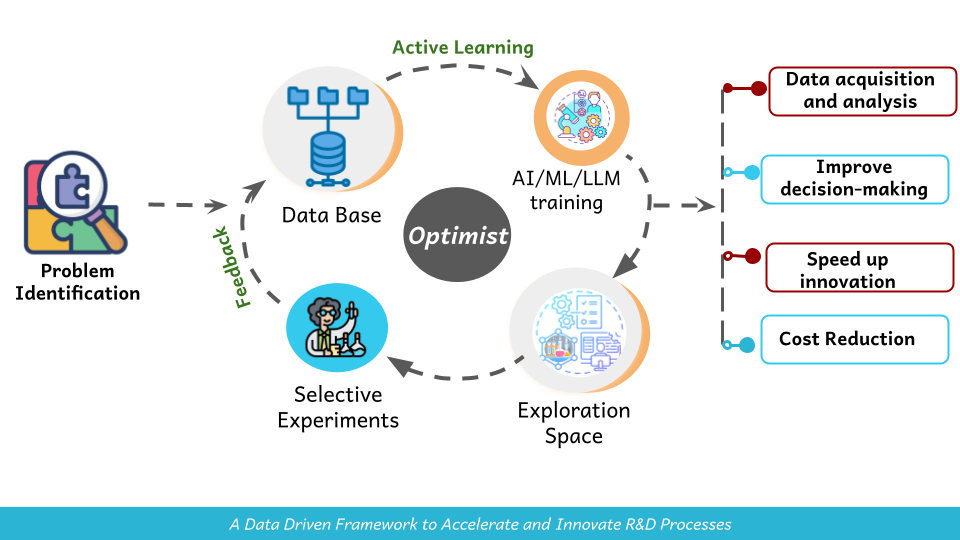 Active Learning
Data Base
AI/ML/LLM
training
Optimist
Feedback
Problem
Identification
Selective
Experiments
Exploration
Space
Data acquisition
and analysis
Improve
decision-making
Speed up
innovation
Cost Reduction
A Data Driven Framework to Accelerate and Innovate R&D Processes